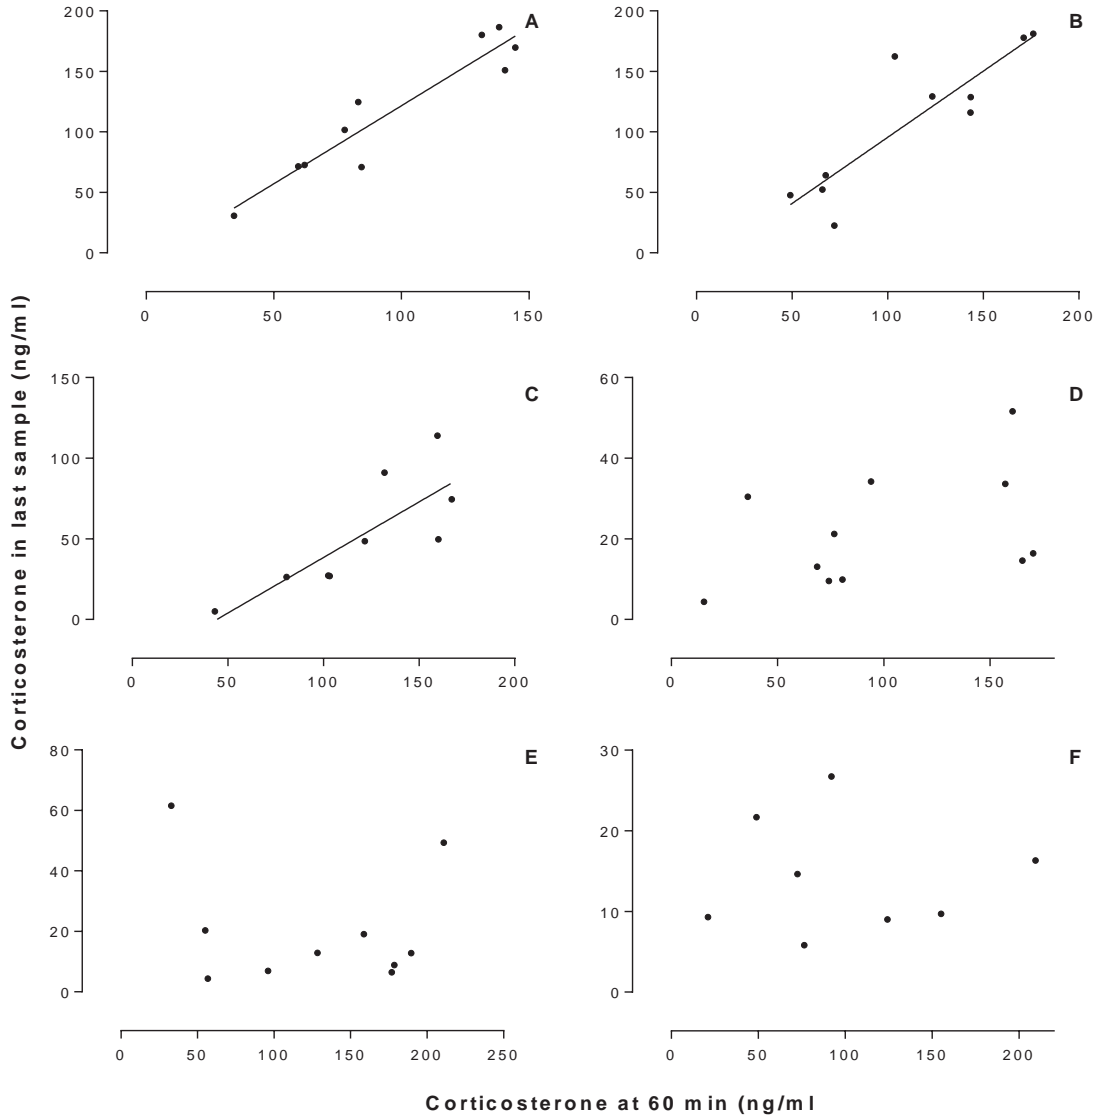 200 A 200 B
150 150
100 100
50 50
0 0
0 50 100 150 0 50 100 150 200
150 C 60 D
100 40
50 20
0 0
0 50 100 150 200 0 50 100 150
80 E 30 F
60
20
40
10
20
0 0
0 50 100 150 200 250 0 50 100 150 200
Corticosterone in last sample (ng/ml)
Corticosterone at 60 min (ng/ml